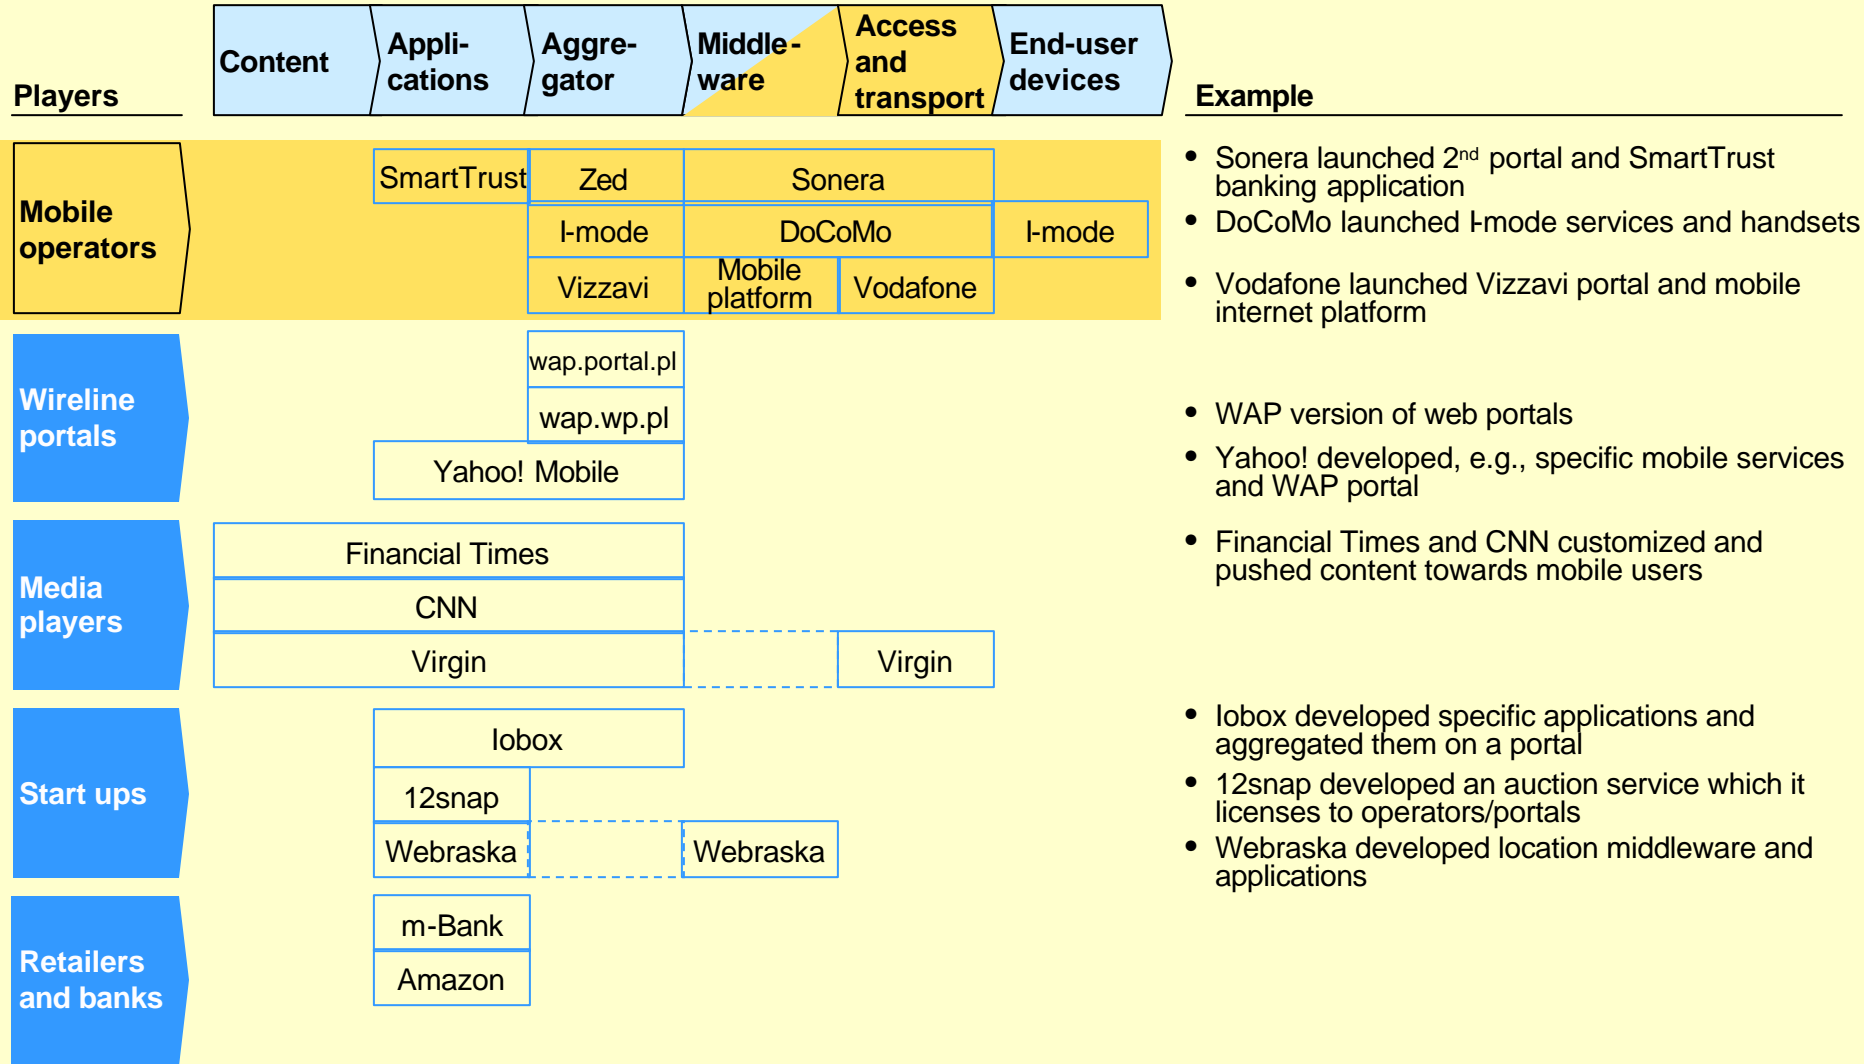 Players
Content
Appli-
cations
Aggre-
gator
Middle-
ware
Access
and
transport
End-user
devices
Example
Mobile
operators
SmartTrust
Zed
Sonera
I-mode
DoCoMo
I-mode
Vizzavi
Mobile
platform
Vodafone
• Sonera launched 2nd portal and SmartTrust
banking application
• DoCoMo launched I-mode services and handsets
• Vodafone launched Vizzavi portal and mobile
internet platform
Wireline
portals
wap.portal.pl
wap.wp.pl
Yahoo! Mobile
• WAP version of web portals
• Yahoo! developed, e.g., specific mobile services
and WAP portal
Media
players
Financial Times
CNN
Virgin
Virgin
• Financial Times and CNN customized and
pushed content towards mobile users
Start ups
Iobox
12snap
Webraska
Webraska
• Iobox developed specific applications and
aggregated them on a portal
• 12snap developed an auction service which it
licenses to operators/portals
• Webraska developed location middleware and
applications
Retailers
and banks
m-Bank
Amazon